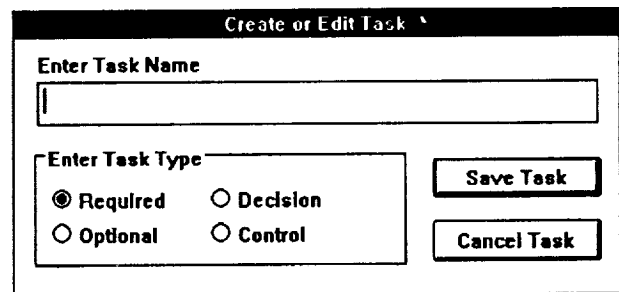 Create or Edit Task
Enter Task Name
Enter Task Type
Required
Decision
Optional
Control
Save Task
Cancel Task